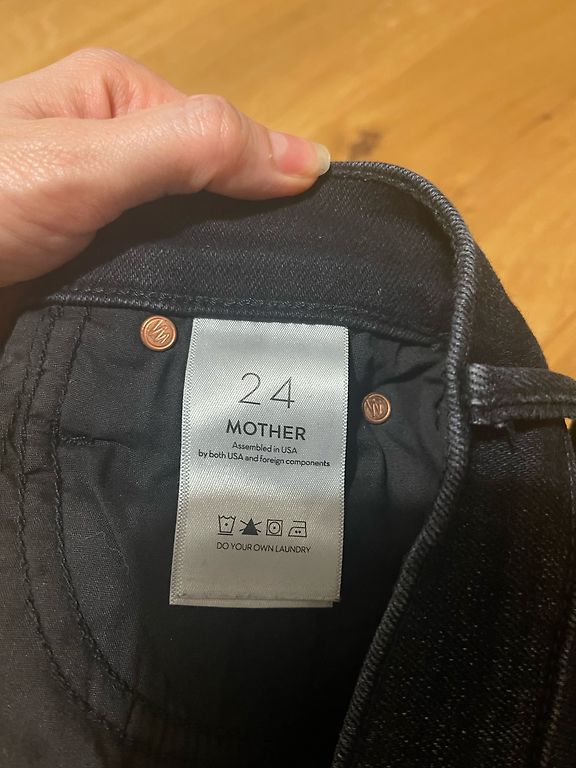 24
MOTHER
Assembled in USA
by both USA and foreign components
DO YOUR OWN LAUNDRY